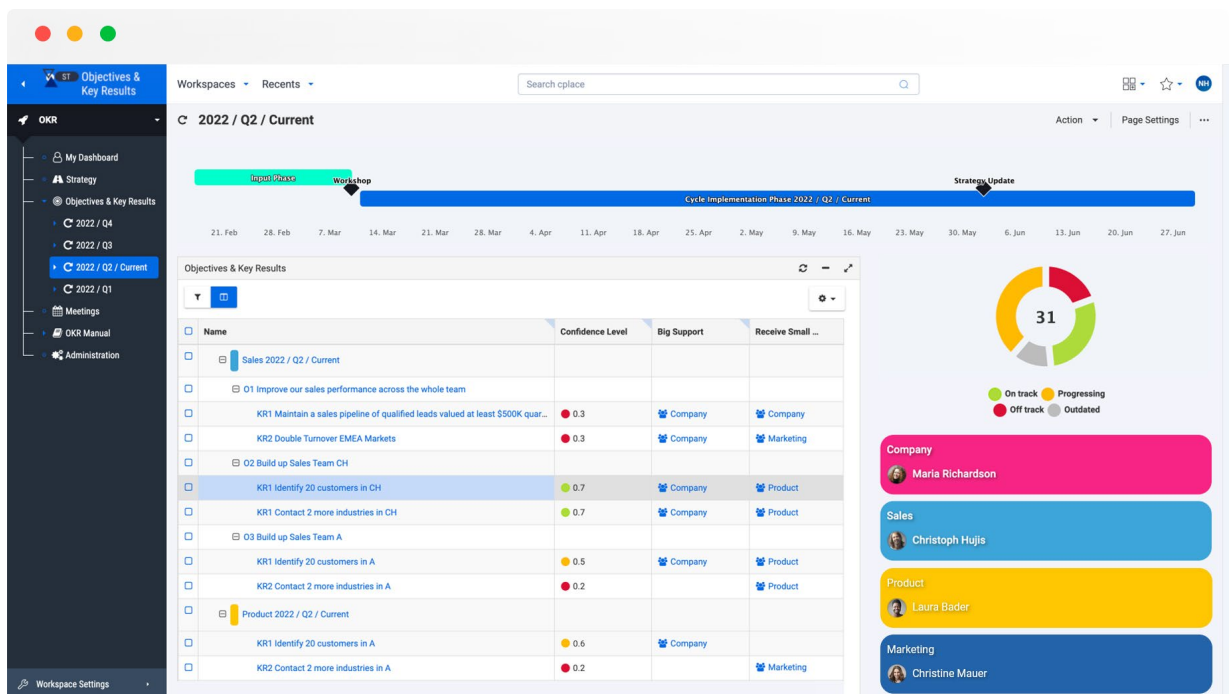 ST Objectives &
Key Results
Workspaces Recents Search cplace NH
OKR
2022 / Q2 / Current Action Page Settings ...
My Dashboard
Strategy
Objectives & Key Results
2022 / Q4
2022 / Q3
2022 / Q2 / Current
2022 / Q1
Meetings
OKR Manual
Administration
Workspace Settings
Input Phase Workshop Strategy Update
Cycle Implementation Phase 2022 / Q2 / Current
21. Feb 28. Feb 7. Mar 14. Mar 21. Mar 28. Mar 4. Apr 11. Apr 18. Apr 25. Apr 2. May 9. May 16. May 23. May 30. May 6. Jun 13. Jun 20. Jun 27. Jun
Objectives & Key Results
Name Confidence Level Big Support Receive Small ...
Sales 2022 / Q2 / Current
O1 Improve our sales performance across the whole team
KR1 Maintain a sales pipeline of qualified leads valued at least $500K quar... 0.3 Company Company
KR2 Double Turnover EMEA Markets 0.3 Company Marketing
O2 Build up Sales Team CH
KR1 Identify 20 customers in CH 0.7 Company Product
KR1 Contact 2 more industries in CH 0.7 Company Product
O3 Build up Sales Team A
KR1 Identify 20 customers in A 0.5 Company Product
KR2 Contact 2 more industries in A 0.2 Product
Product 2022 / Q2 / Current
KR1 Identify 20 customers in A 0.6 Company
KR2 Contact 2 more industries in A 0.2 Marketing
31
On track Progressing
Off track Outdated
Company
Maria Richardson
Sales
Christoph Hujis
Product
Laura Bader
Marketing
Christine Mauer